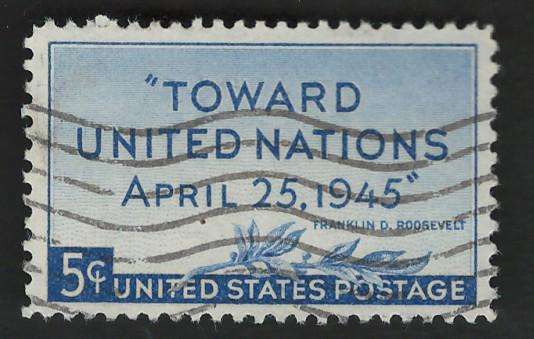 "TOWARD
UNITED NATIONS
APRIL 25, 1945"
FRANKLIN D. ROOSEVELT
5¢ UNITED STATES POSTAGE